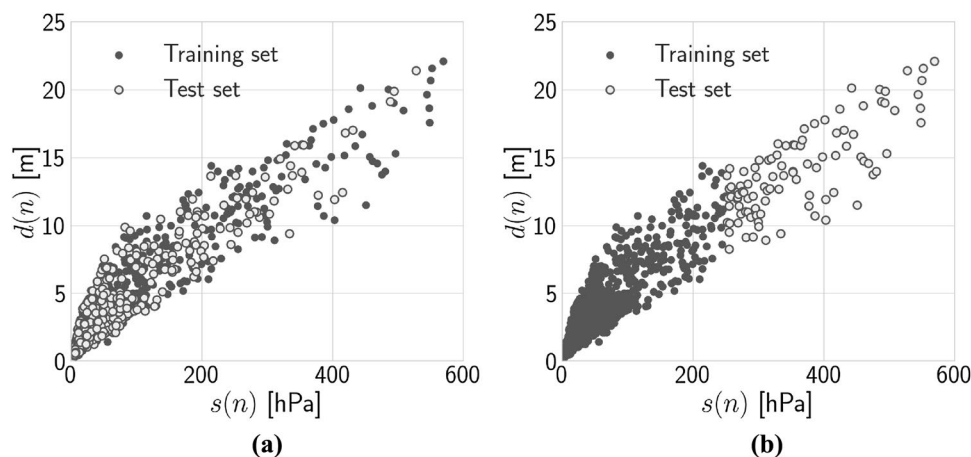 Training set
Test set
25
20
15
10
5
0
d(n) [m]
0 200 400 600
s(n) [hPa]
(a)
Training set
Test set
25
20
15
10
5
0
d(n) [m]
0 200 400 600
s(n) [hPa]
(b)